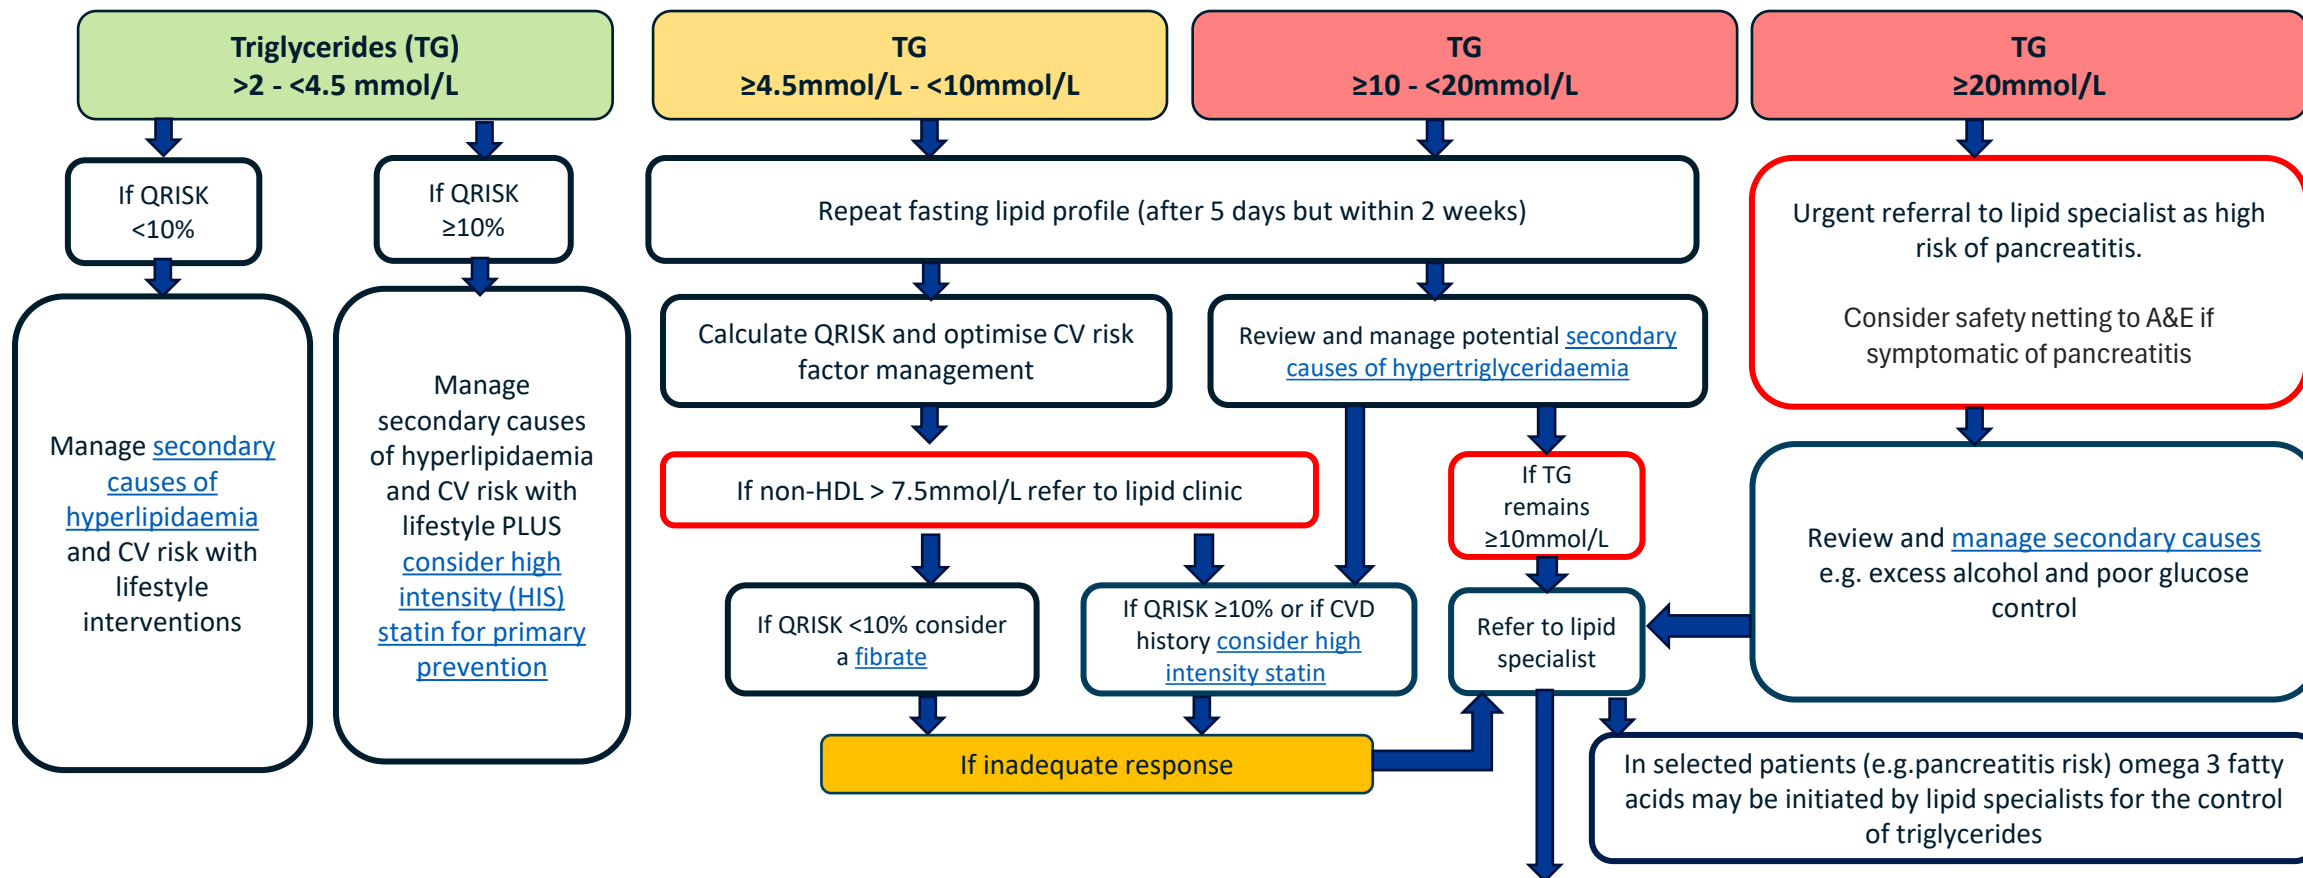 Triglycerides (TG)
>2 - <4.5 mmol/L
TG
≥4.5mmol/L - <10mmol/L
TG
≥10 - <20mmol/L
TG
≥20mmol/L
If QRISK
<10%
If QRISK
≥10%
Repeat fasting lipid profile (after 5 days but within 2 weeks)
Urgent referral to lipid specialist as high
risk of pancreatitis.
Consider safety netting to A&E if
symptomatic of pancreatitis
Manage secondary
causes of
hyperlipidaemia
and CV risk with
lifestyle
interventions
Manage
secondary causes
of hyperlipidaemia
and CV risk with
lifestyle PLUS
consider high
intensity (HIS)
statin for primary
prevention
Calculate QRISK and optimise CV risk
factor management
Review and manage potential secondary
causes of hypertriglyceridaemia
If non-HDL > 7.5mmol/L refer to lipid clinic
If TG
remains
≥10mmol/L
Review and manage secondary causes
e.g. excess alcohol and poor glucose
control
If QRISK <10% consider
a fibrate
If QRISK ≥10% or if CVD
history consider high
intensity statin
Refer to lipid
specialist
If inadequate response
In selected patients (e.g.pancreatitis risk) omega 3 fatty
acids may be initiated by lipid specialists for the control
of triglycerides